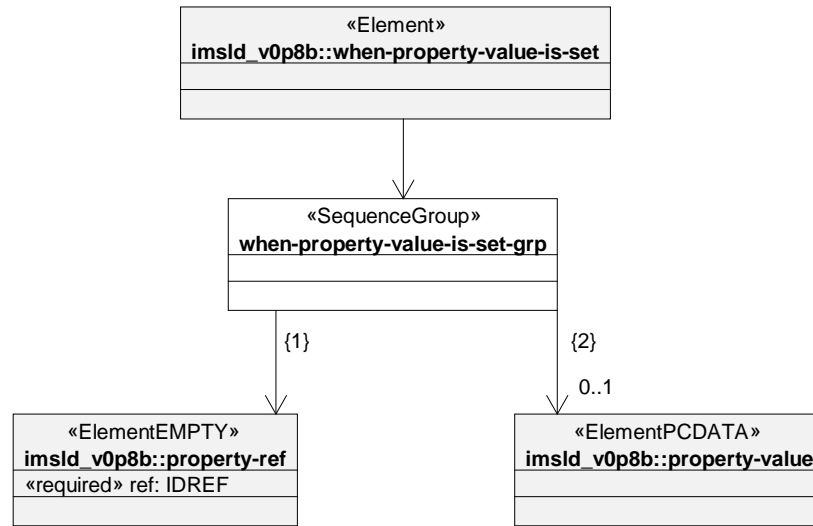 «Element»
imsld_v0p8b::when-property-value-is-set
«SequenceGroup»
when-property-value-is-set-grp
{1}
{2}
0..1
«ElementEMPTY»
imsld_v0p8b::property-ref
«required» ref: IDREF
«ElementPCDATA»
imsld_v0p8b::property-value